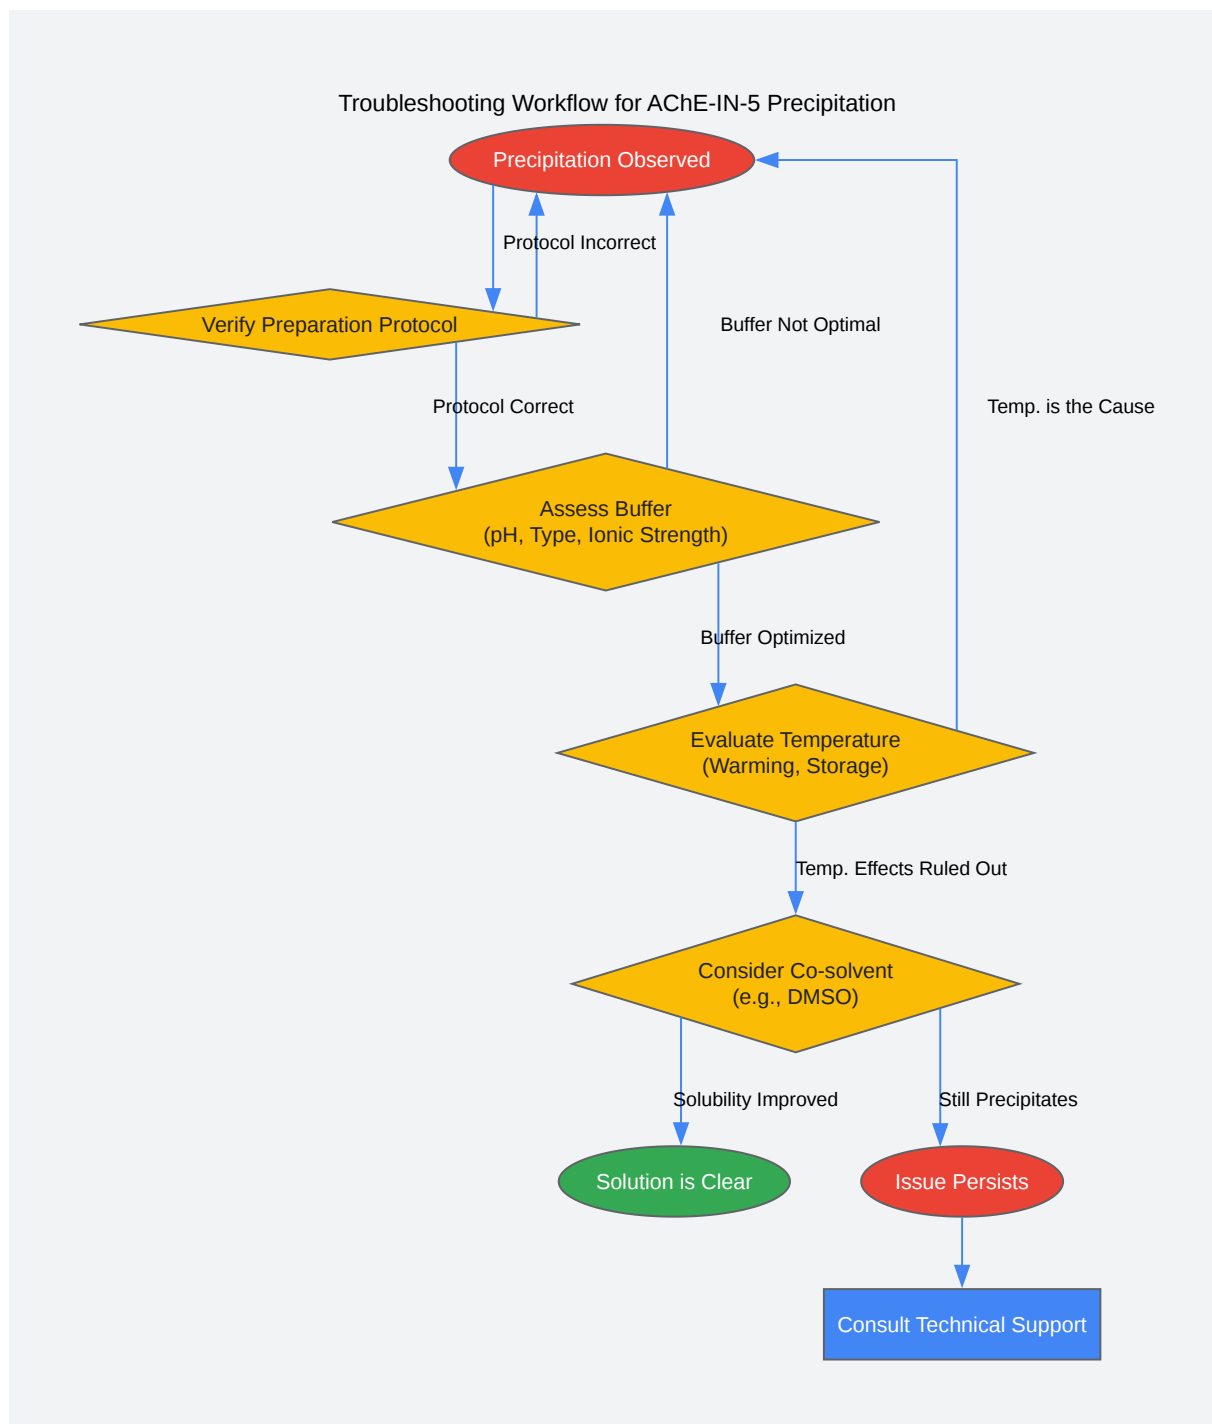 Troubleshooting Workflow for AChE-IN-5 Precipitation
Precipitation Observed
Protocol Incorrect
Verify Preparation Protocol
Buffer Not Optimal
Protocol Correct
Temp. is the Cause
Assess Buffer
(pH, Type, Ionic Strength)
Buffer Optimized
Evaluate Temperature
(Warming, Storage)
Temp. Effects Ruled Out
Consider Co-solvent
(e.g., DMSO)
Solubility Improved
Still Precipitates
Solution is Clear
Issue Persists
Consult Technical Support